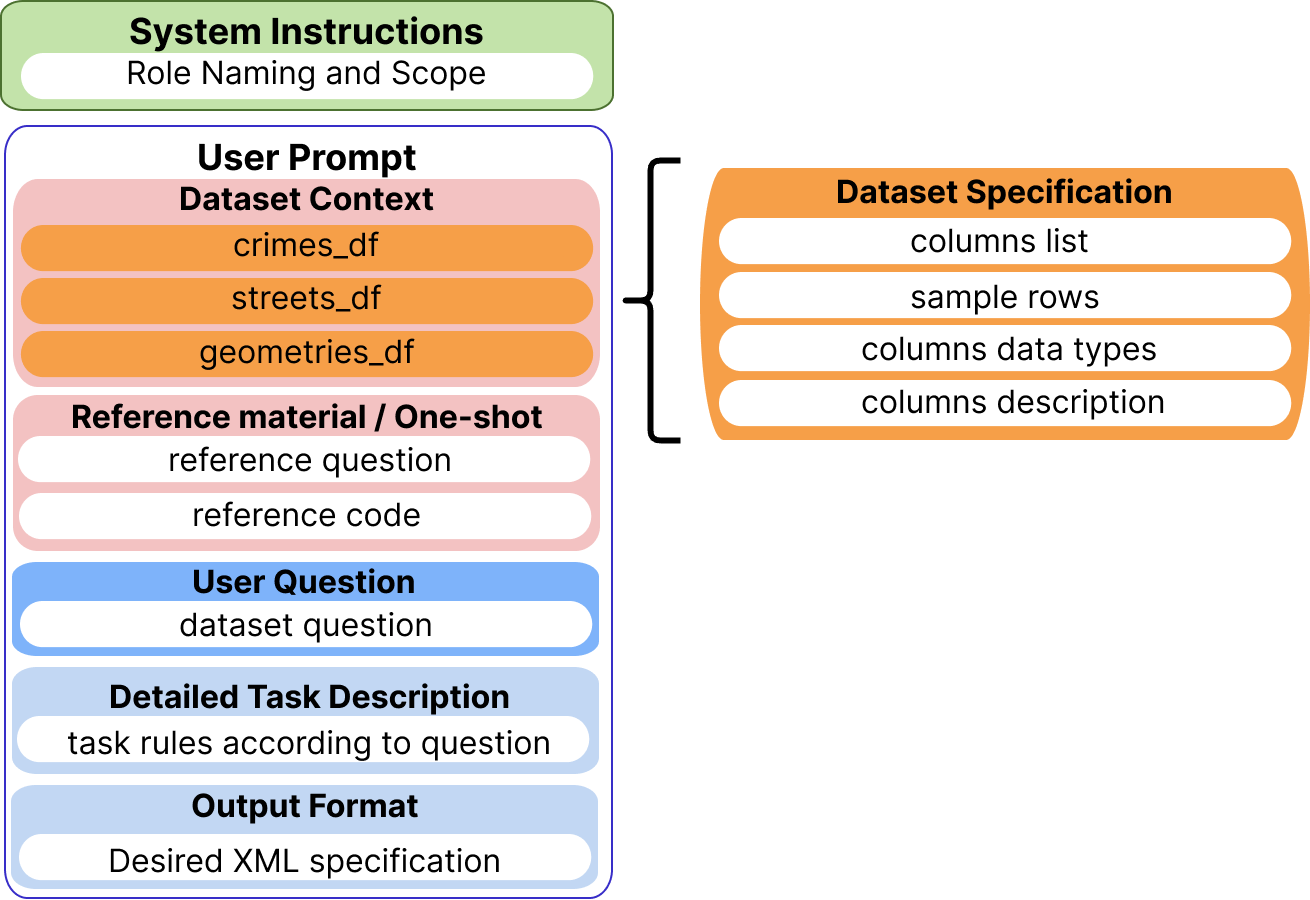 System Instructions
Role Naming and Scope
User Prompt
Dataset Context
crimes_df
streets_df
geometries_df
Reference material / One-shot
reference question
reference code
User Question
dataset question
Detailed Task Description
task rules according to question
Output Format
Desired XML specification
Dataset Specification
columns list
sample rows
columns data types
columns description